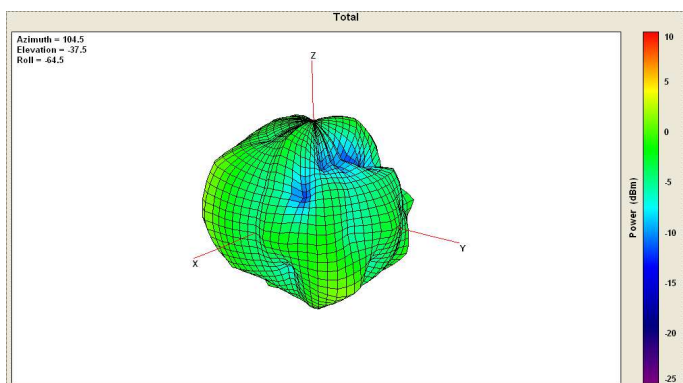 Total
Azimuth = 104.5
Elevation = -37.5
Roll = -64.5
Z
X
Y
10
5
0
-5
-10
-15
-20
-25
Power (dBm)